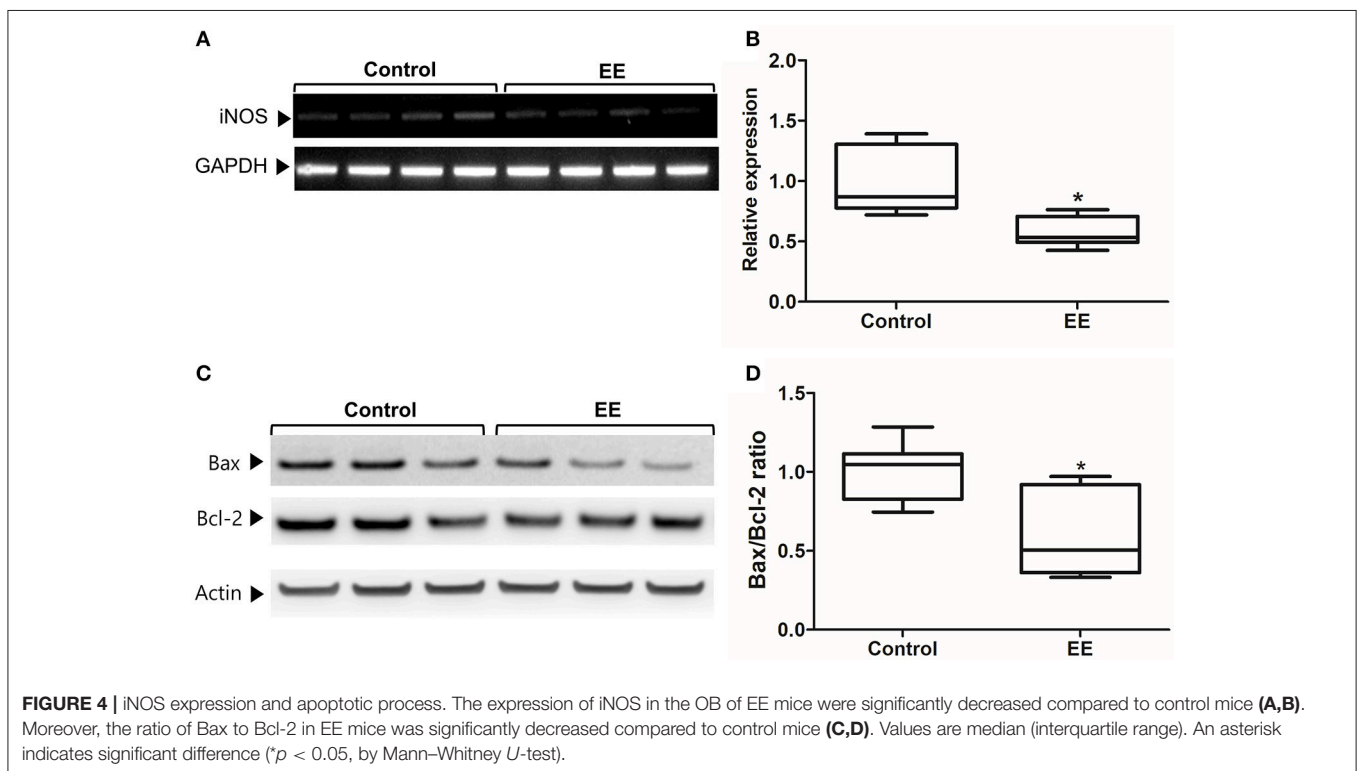 A
Control EE
iNOS ▶
GAPDH ▶
B
Relative expression
2.0
1.5
1.0
0.5
0.0
*
Control EE
C
Control EE
Bax ▶
Bcl-2 ▶
Actin ▶
D
Bax/Bcl-2 ratio
1.5
1.0
0.5
0.0
*
Control EE
FIGURE 4 | iNOS expression and apoptotic process. The expression of iNOS in the OB of EE mice were significantly decreased compared to control mice (A,B).
Moreover, the ratio of Bax to Bcl-2 in EE mice was significantly decreased compared to control mice (C,D). Values are median (interquartile range). An asterisk
indicates significant difference (*p < 0.05, by Mann–Whitney U-test).